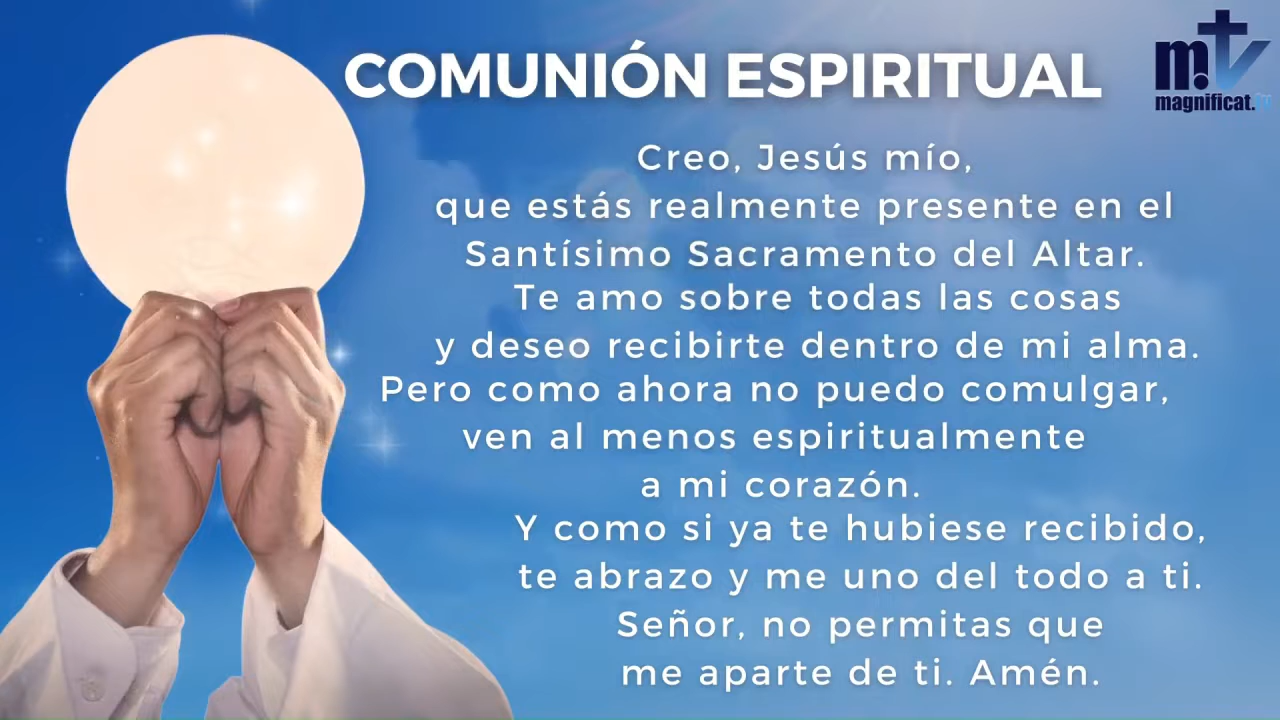 COMUNIÓN ESPIRITUAL
m.tv
magnificat.tv
Creo, Jesús mío,
que estás realmente presente en el
Santísimo Sacramento del Altar.
Te amo sobre todas las cosas
y deseo recibirte dentro de mi alma.
Pero como ahora no puedo comulgar,
ven al menos espiritualmente
a mi corazón.
Y como si ya te hubiese recibido,
te abrazo y me uno del todo a ti.
Señor, no permitas que
me aparte de ti. Amén.